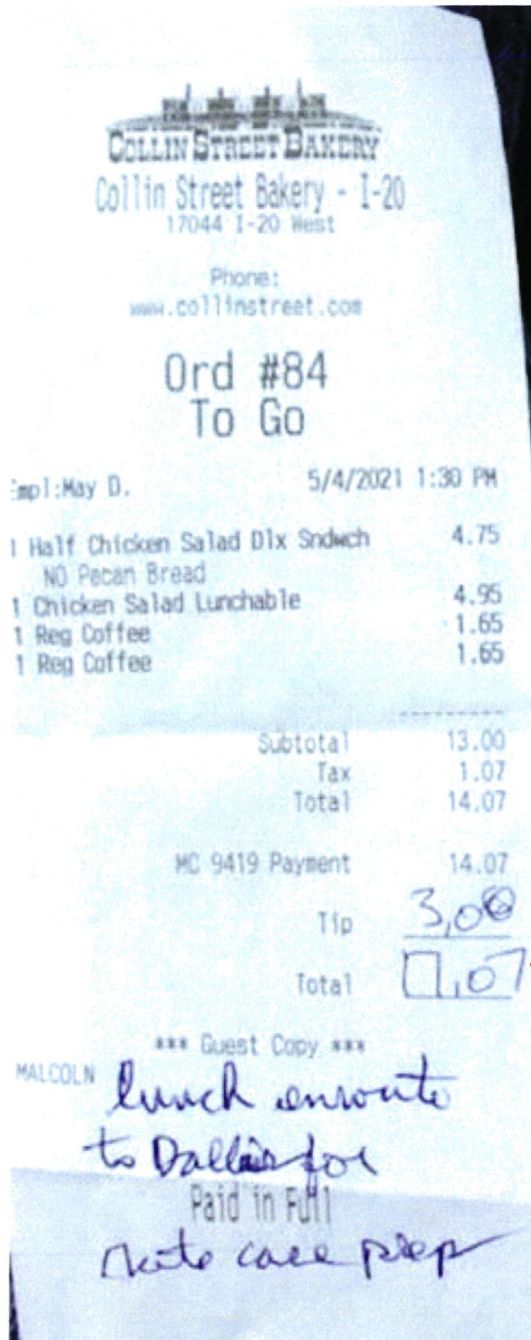 COLLIN STREET BAKERY
Collin Street Bakery - I-20
17044 I-20 West
Phone:
www.collinstreet.com
Ord #84
To Go
Empl:May D. 5/4/2021 1:30 PM
1 Half Chicken Salad Dlx Sndwch 4.75
NO Pecan Bread
1 Chicken Salad Lunchable 4.95
1 Reg Coffee 1.65
1 Reg Coffee 1.65
Subtotal 13.00
Tax 1.07
Total 14.07
MC 9419 Payment 14.07
Tip 3,00
Total 17.07
*** Guest Copy ***
MALCOLN
lunch enroute
to Dallas for
Paid in Full
case prep